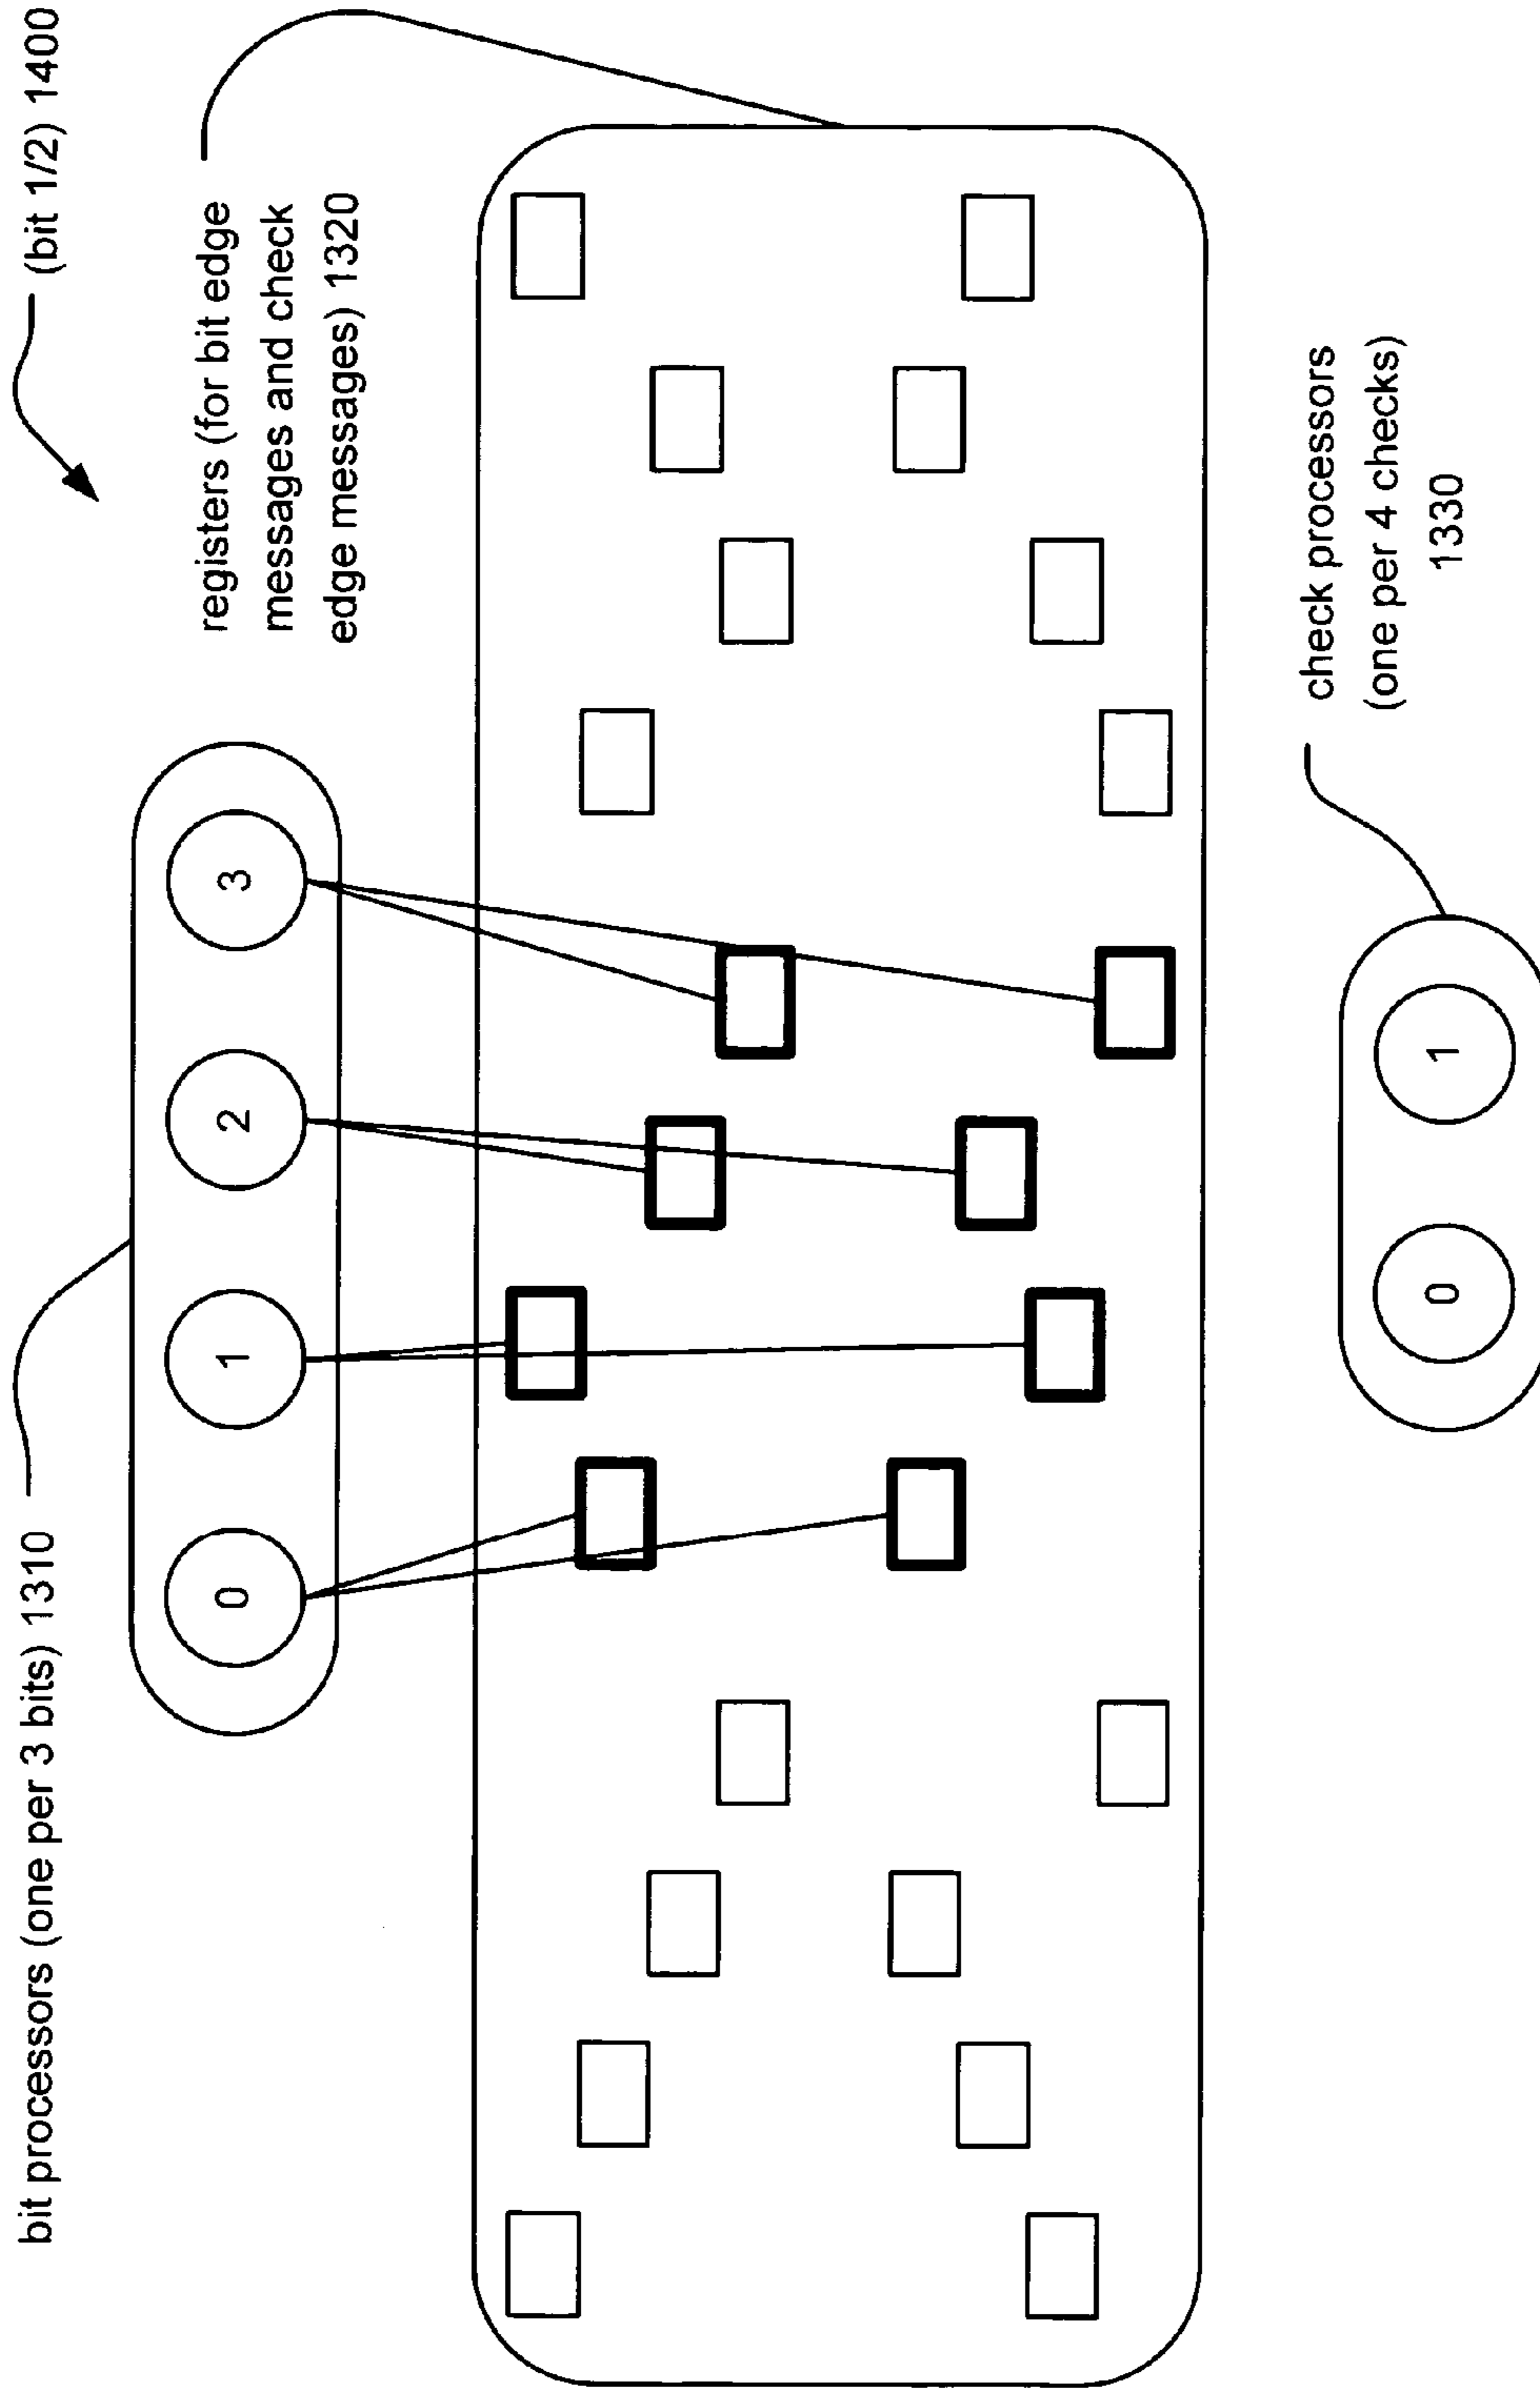 bit processors (one per 3 bits) 1310
(bit 1/2) 1400
registers (for bit edge
messages and check
edge messages) 1320
0
1
2
3
0
1
check processors
(one per 4 checks)
1330